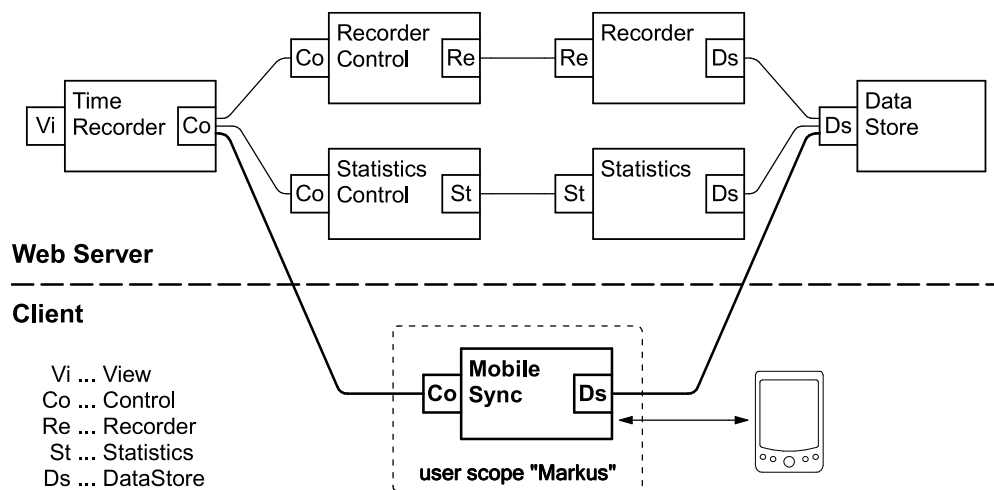 Time
Recorder
Vi
Co
Recorder
Control
Co
Re
Recorder
Re
Ds
Statistics
Control
Co
St
Statistics
St
Ds
Data
Store
Ds
Web Server
Client
Vi ... View
Co ... Control
Re ... Recorder
St ... Statistics
Ds ... DataStore
Mobile
Sync
Co
Ds
user scope "Markus"